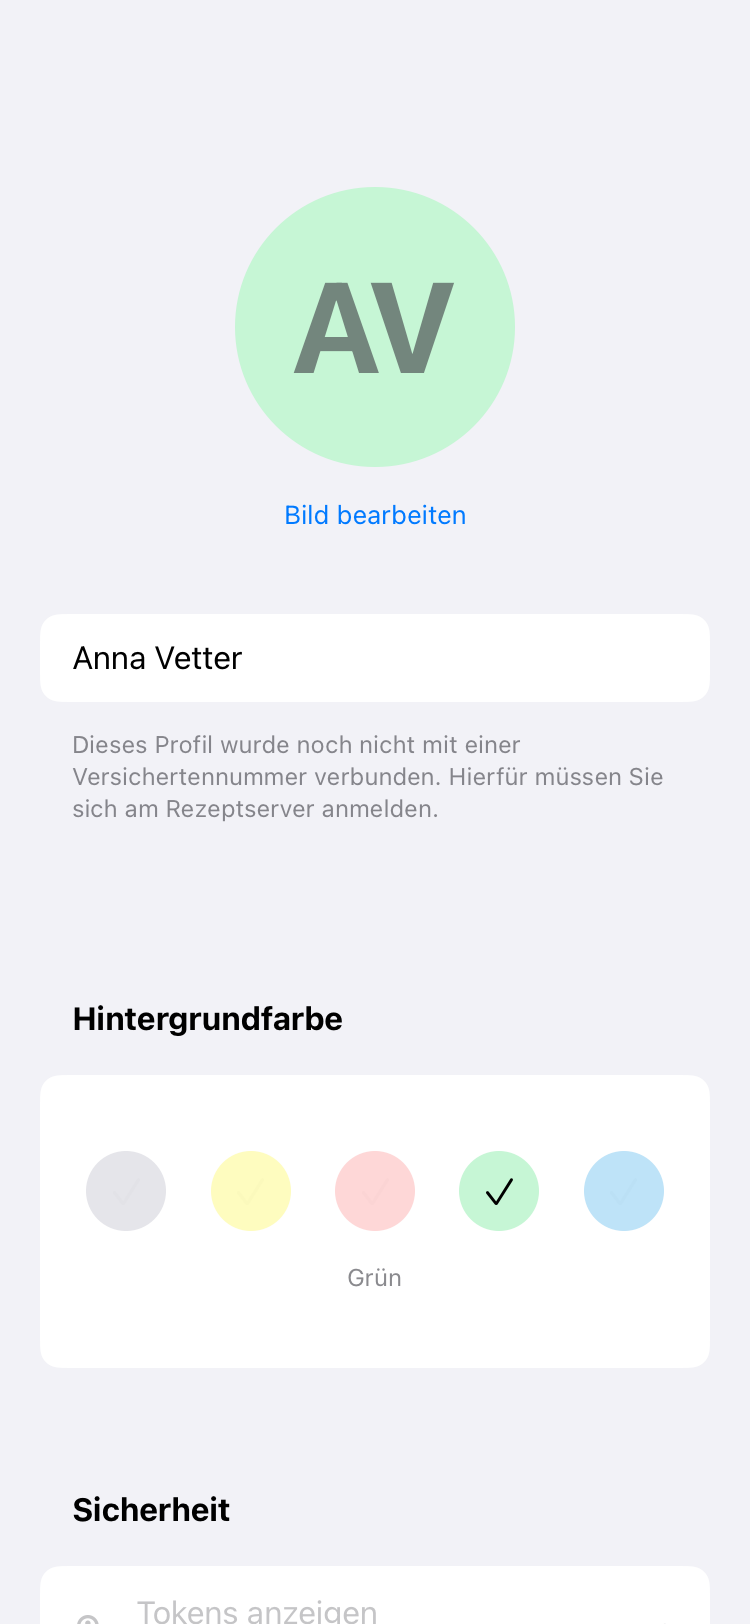 AV
Bild bearbeiten
Anna Vetter
Dieses Profil wurde noch nicht mit einer
Versichertennummer verbunden. Hierfür müssen Sie
sich am Rezeptserver anmelden.
Hintergrundfarbe
Grün
Sicherheit
Tokens anzeigen